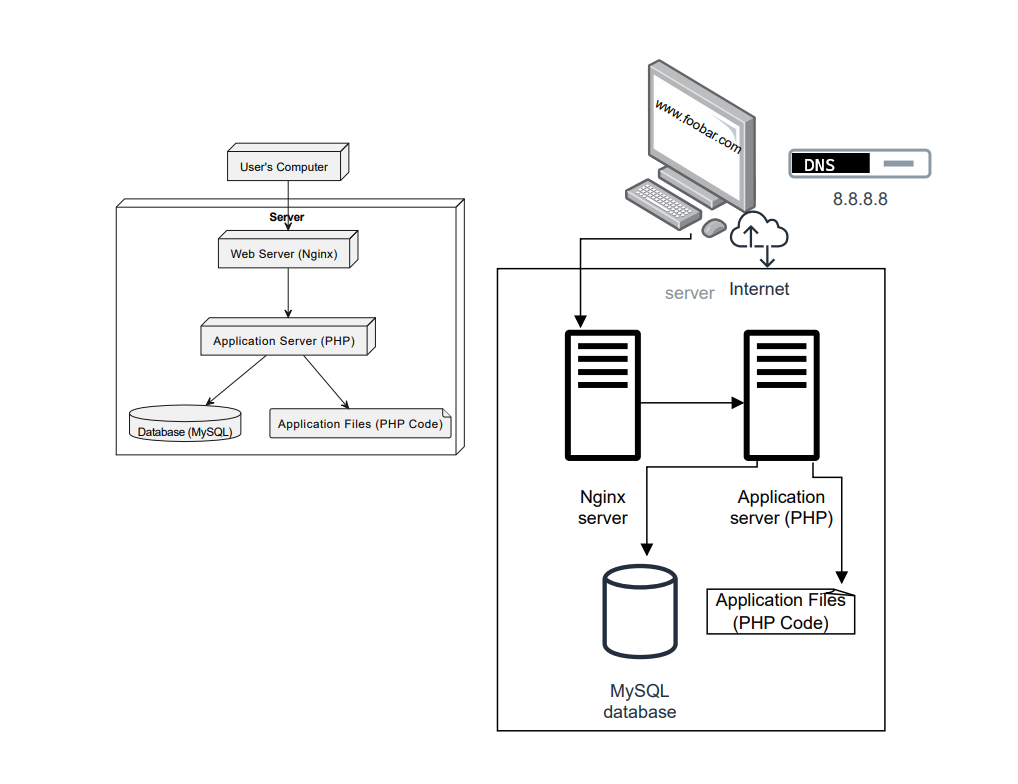 User's Computer
Server
Web Server (Nginx)
Application Server (PHP)
Database (MySQL)
Application Files (PHP Code)
www.foobar.com
DNS
8.8.8.8
server
Internet
Nginx
server
Application
server (PHP)
Application Files
(PHP Code)
MySQL
database